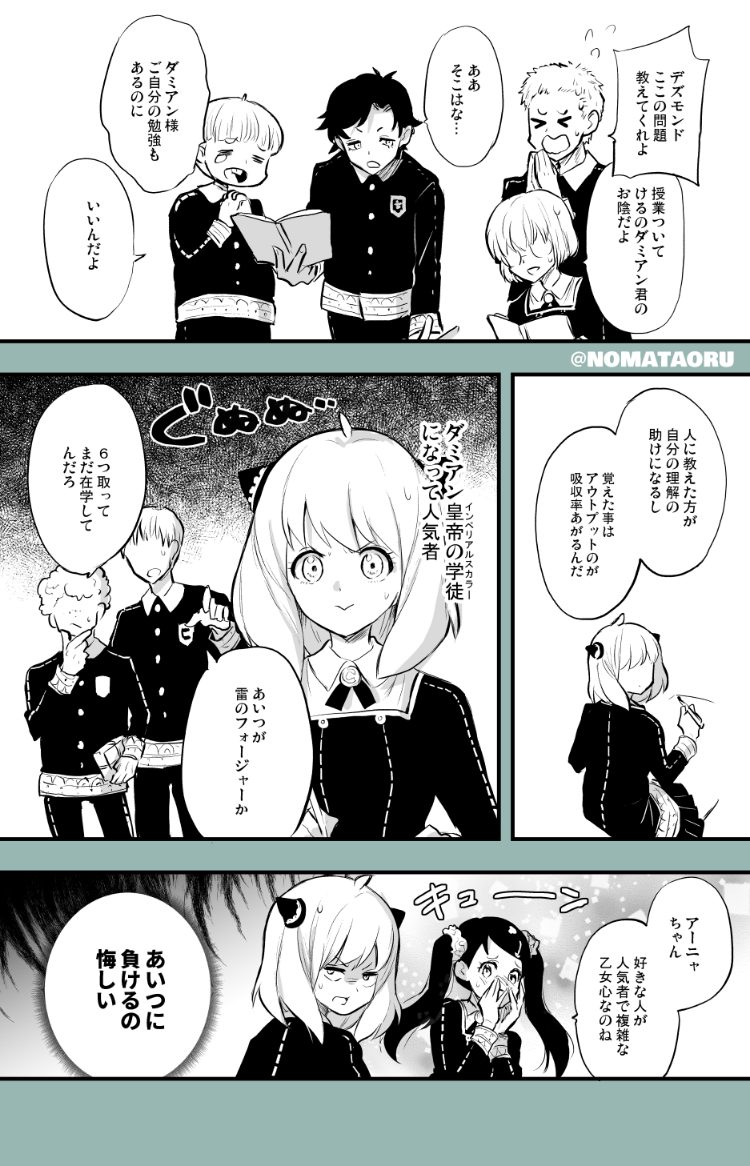 デズモンド
ここの問題
教えてくれよ
授業ついて
けるのダミアン君の
お陰だよ
ああ
そこはな…
ダミアン様
ご自分の勉強も
あるのに
いいんだよ
@NOMATAORU
人に教えた方が
自分の理解の
助けになるし
覚えた事は
アウトプットのが
吸収率あがるんだ
ダミアン皇帝の学徒
インペリアルスカラー
になって人気者
ぐぬぬ
6つ取って
まだ在学して
んだろ
あいつが
雷のフォージャーか
アーニャ
ちゃん
好きな人が
人気者で複雑な
乙女心なのね
キューーン
あいつに
負けるの
悔しい